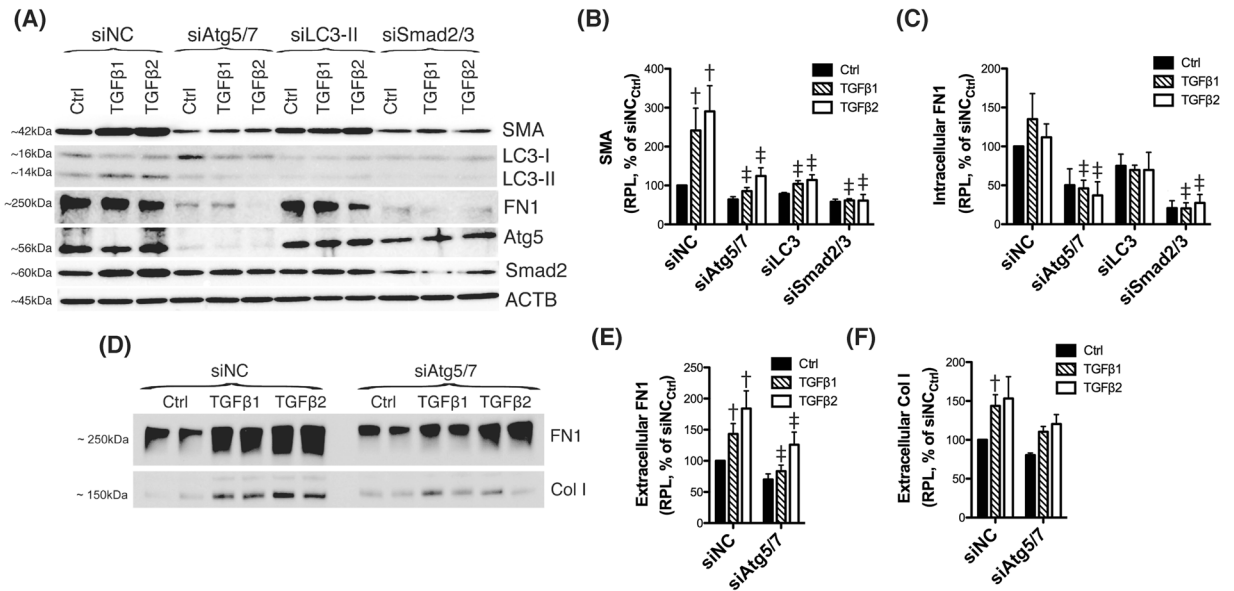 (A)
siNC siAtg5/7 siLC3-II siSmad2/3
Ctrl TGFβ1 TGFβ2 Ctrl TGFβ1 TGFβ2 Ctrl TGFβ1 TGFβ2 Ctrl TGFβ1 TGFβ2
~42kDa SMA
~16kDa LC3-I
~14kDa LC3-II
~250kDa FN1
Atg5
~56kDa
~60kDa Smad2
~45kDa ACTB
(B)
Ctrl
TGFβ1
TGFβ2
SMA
(RPL, % of siNCCtrl)
400
300
200
100
0
† †
‡ ‡ ‡ ‡ ‡ ‡
siNC siAtg5/7 siLC3 siSmad2/3
(C)
Ctrl
TGFβ1
TGFβ2
Intracellular FN1
(RPL, % of siNCCtrl)
200
150
100
50
0
‡ ‡ ‡ ‡
siNC siAtg5/7 siLC3 siSmad2/3
(D)
siNC siAtg5/7
Ctrl TGFβ1 TGFβ2 Ctrl TGFβ1 TGFβ2
~ 250kDa FN1
~ 150kDa Col I
(E)
Ctrl
TGFβ1
TGFβ2
Extracellular FN1
(RPL, % of siNCCtrl)
250
200
150
100
50
0
† †
‡ ‡
siNC siAtg5/7
(F)
Ctrl
TGFβ1
TGFβ2
Extracellular Col I
(RPL, % of siNCCtrl)
200
150
100
50
0
†
siNC siAtg5/7